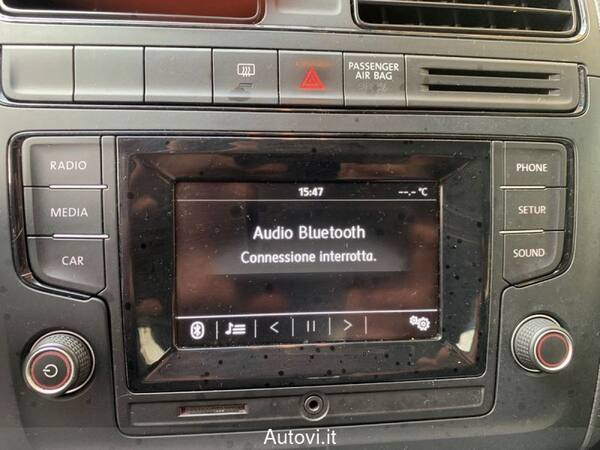 PASSENGER
AIR BAG
RADIO
MEDIA
CAR
15:47
--.- °C
Audio Bluetooth
Connessione interrotta.
PHONE
SETUP
SOUND
Autovi.it